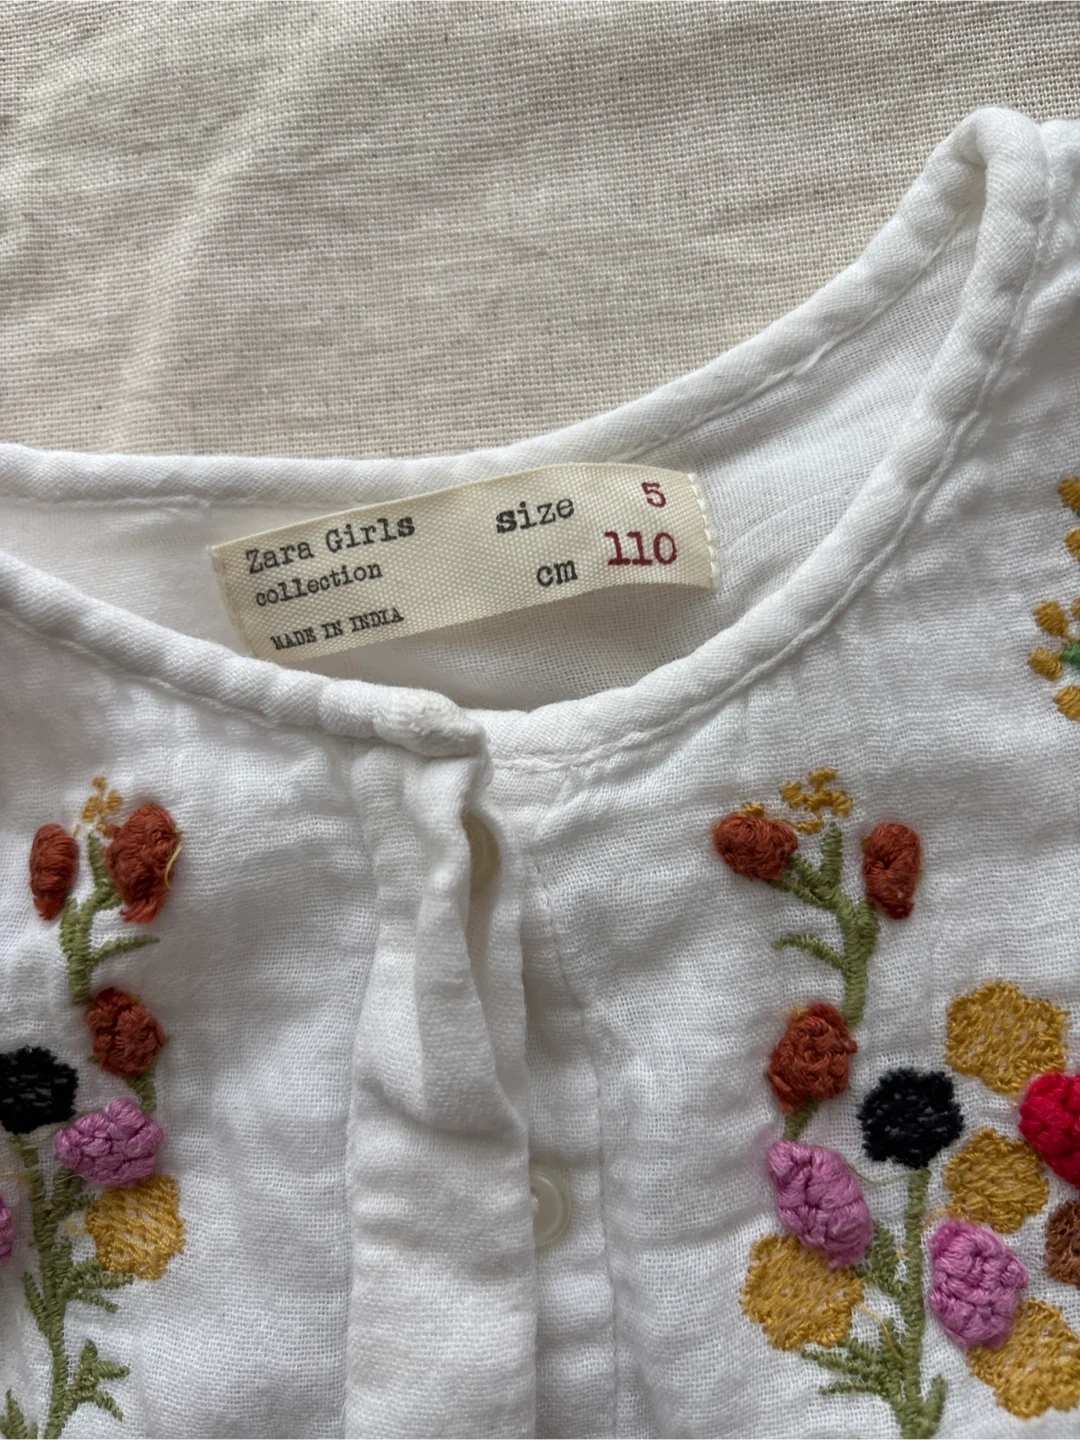 Zara Girls
collection
MADE IN INDIA
size 5
cm 110